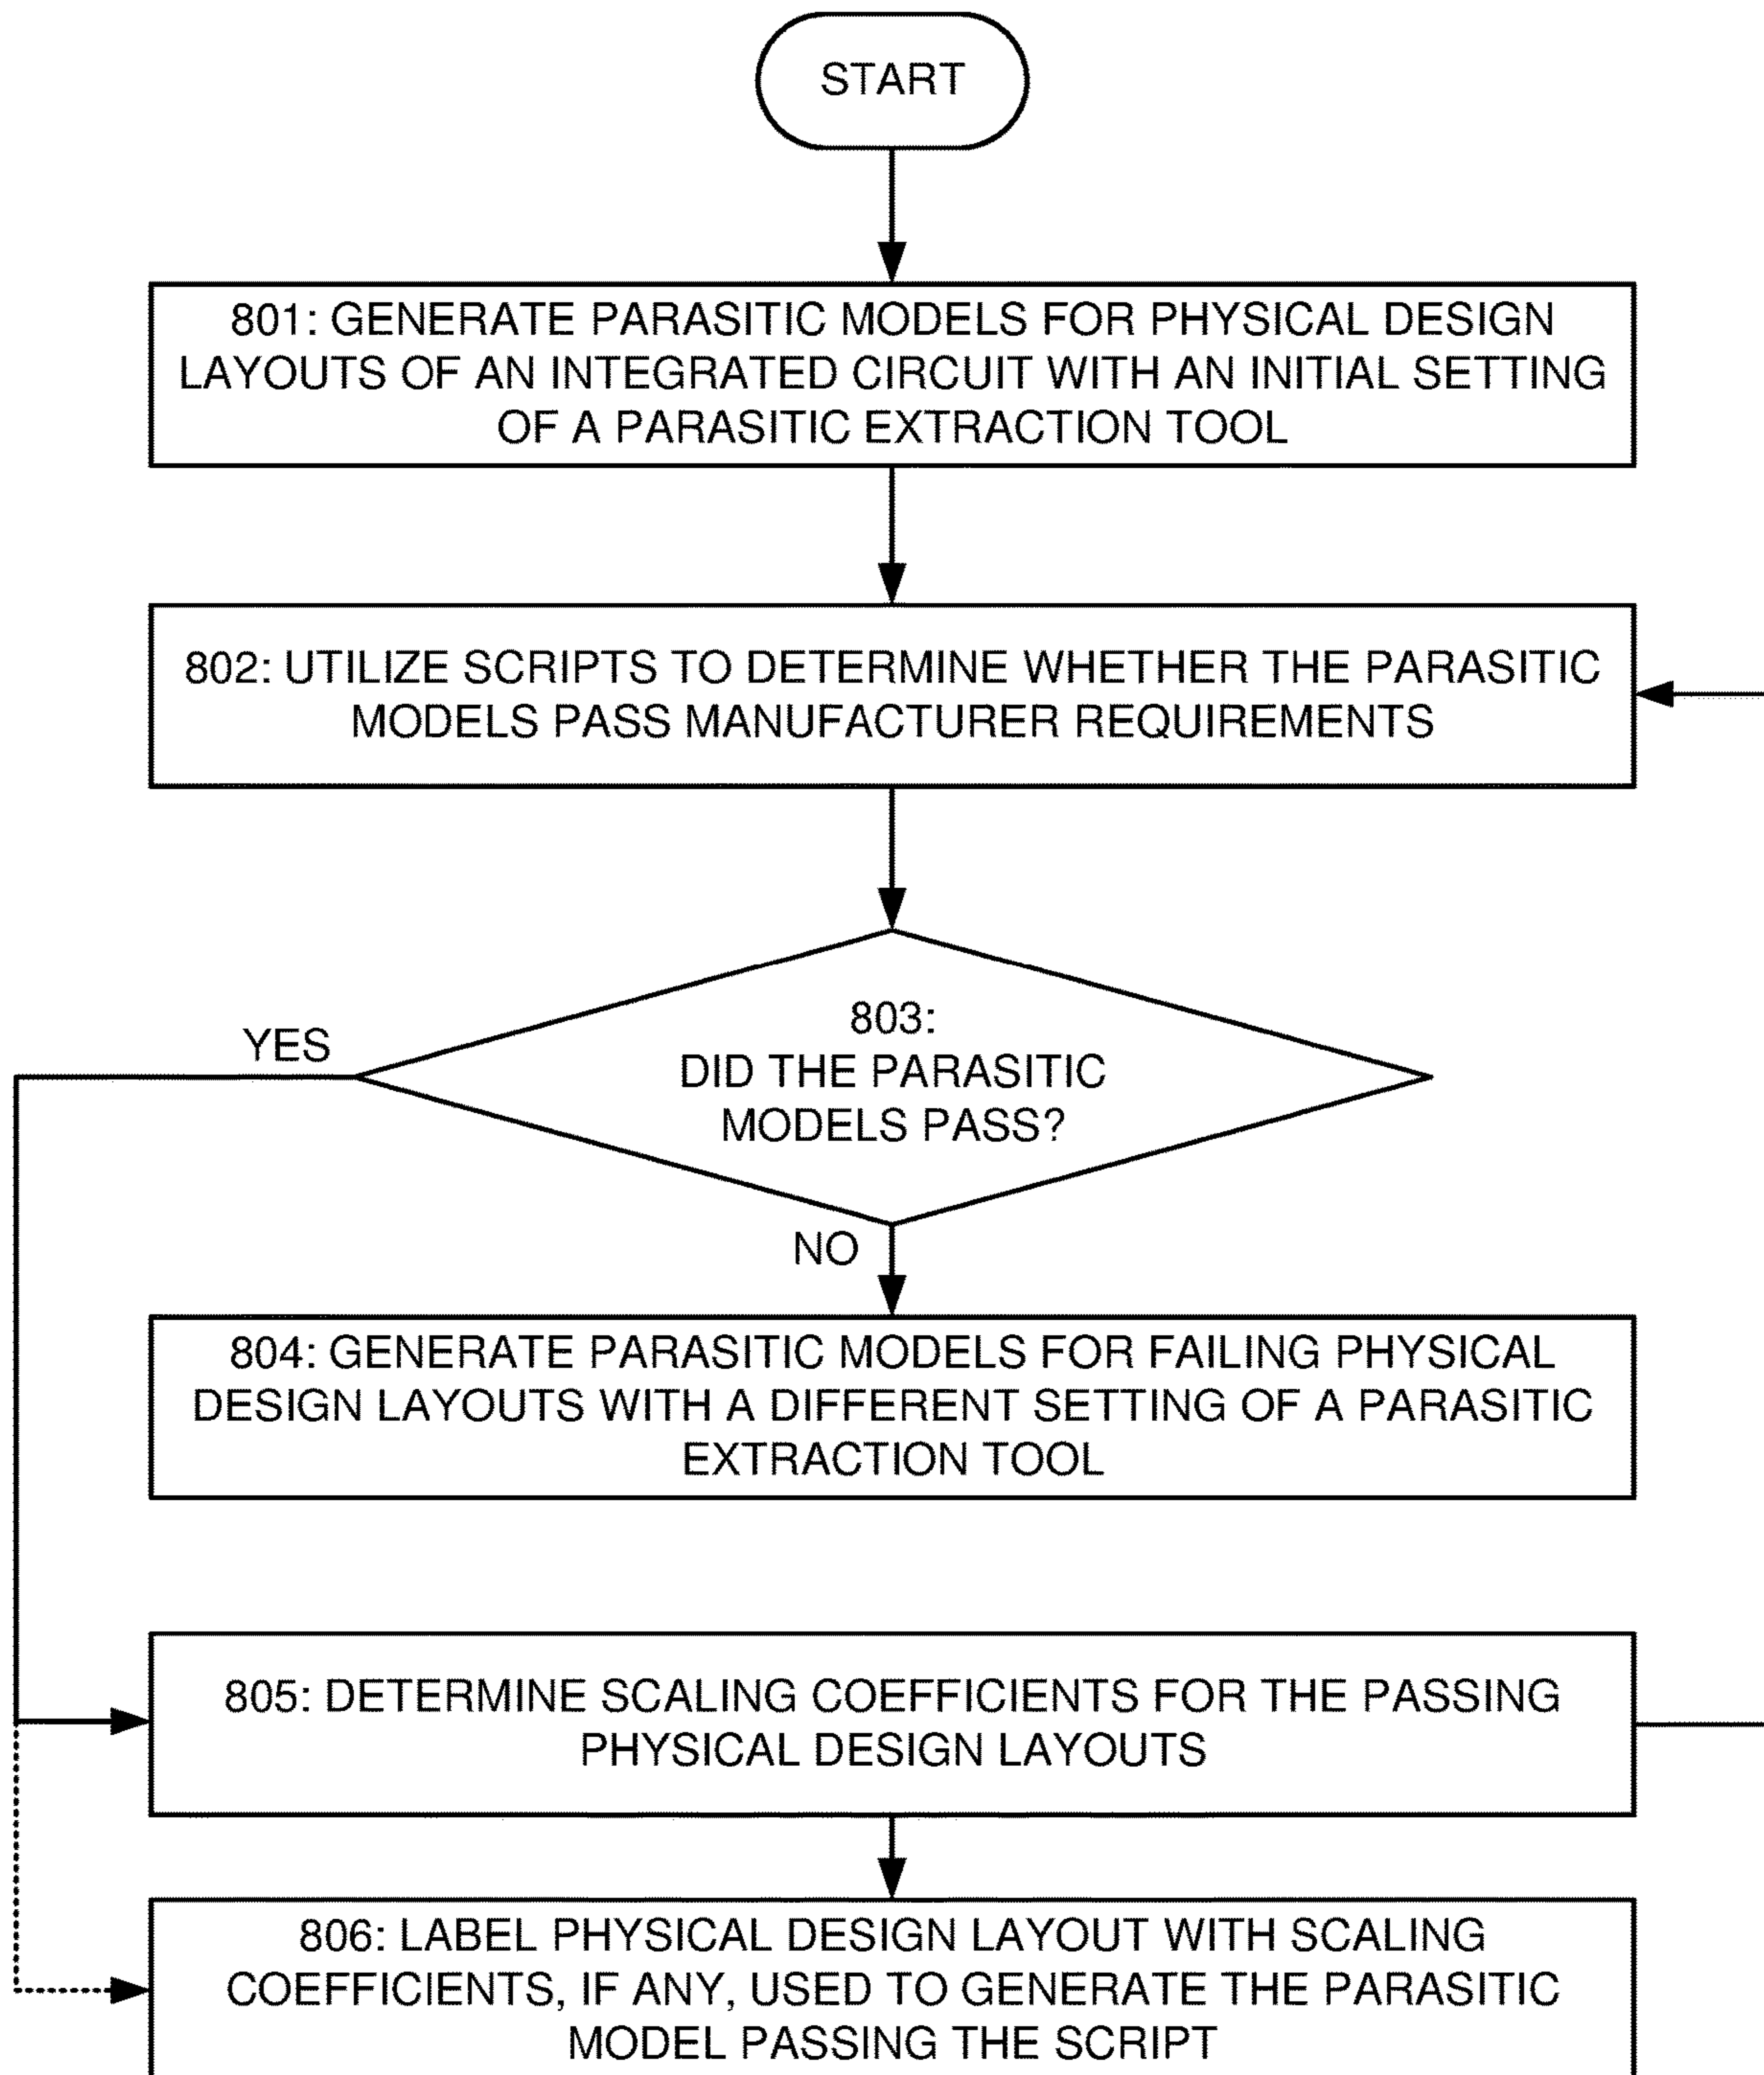 START
801: GENERATE PARASITIC MODELS FOR PHYSICAL DESIGN
LAYOUTS OF AN INTEGRATED CIRCUIT WITH AN INITIAL SETTING
OF A PARASITIC EXTRACTION TOOL
802: UTILIZE SCRIPTS TO DETERMINE WHETHER THE PARASITIC
MODELS PASS MANUFACTURER REQUIREMENTS
803:
DID THE PARASITIC
MODELS PASS?
YES
NO
804: GENERATE PARASITIC MODELS FOR FAILING PHYSICAL
DESIGN LAYOUTS WITH A DIFFERENT SETTING OF A PARASITIC
EXTRACTION TOOL
805: DETERMINE SCALING COEFFICIENTS FOR THE PASSING
PHYSICAL DESIGN LAYOUTS
806: LABEL PHYSICAL DESIGN LAYOUT WITH SCALING
COEFFICIENTS, IF ANY, USED TO GENERATE THE PARASITIC
MODEL PASSING THE SCRIPT